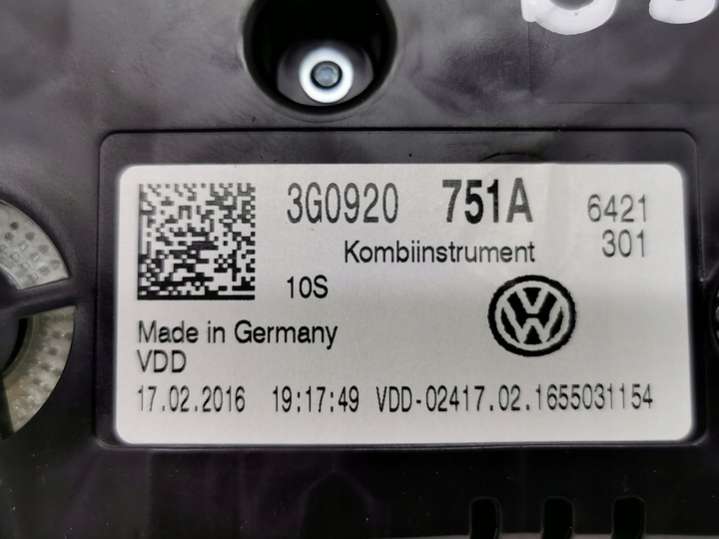 3G0920 751A 6421
Kombiinstrument 301
10S
Made in Germany
VDD
17.02.2016 19:17:49 VDD-02417.02.1655031154